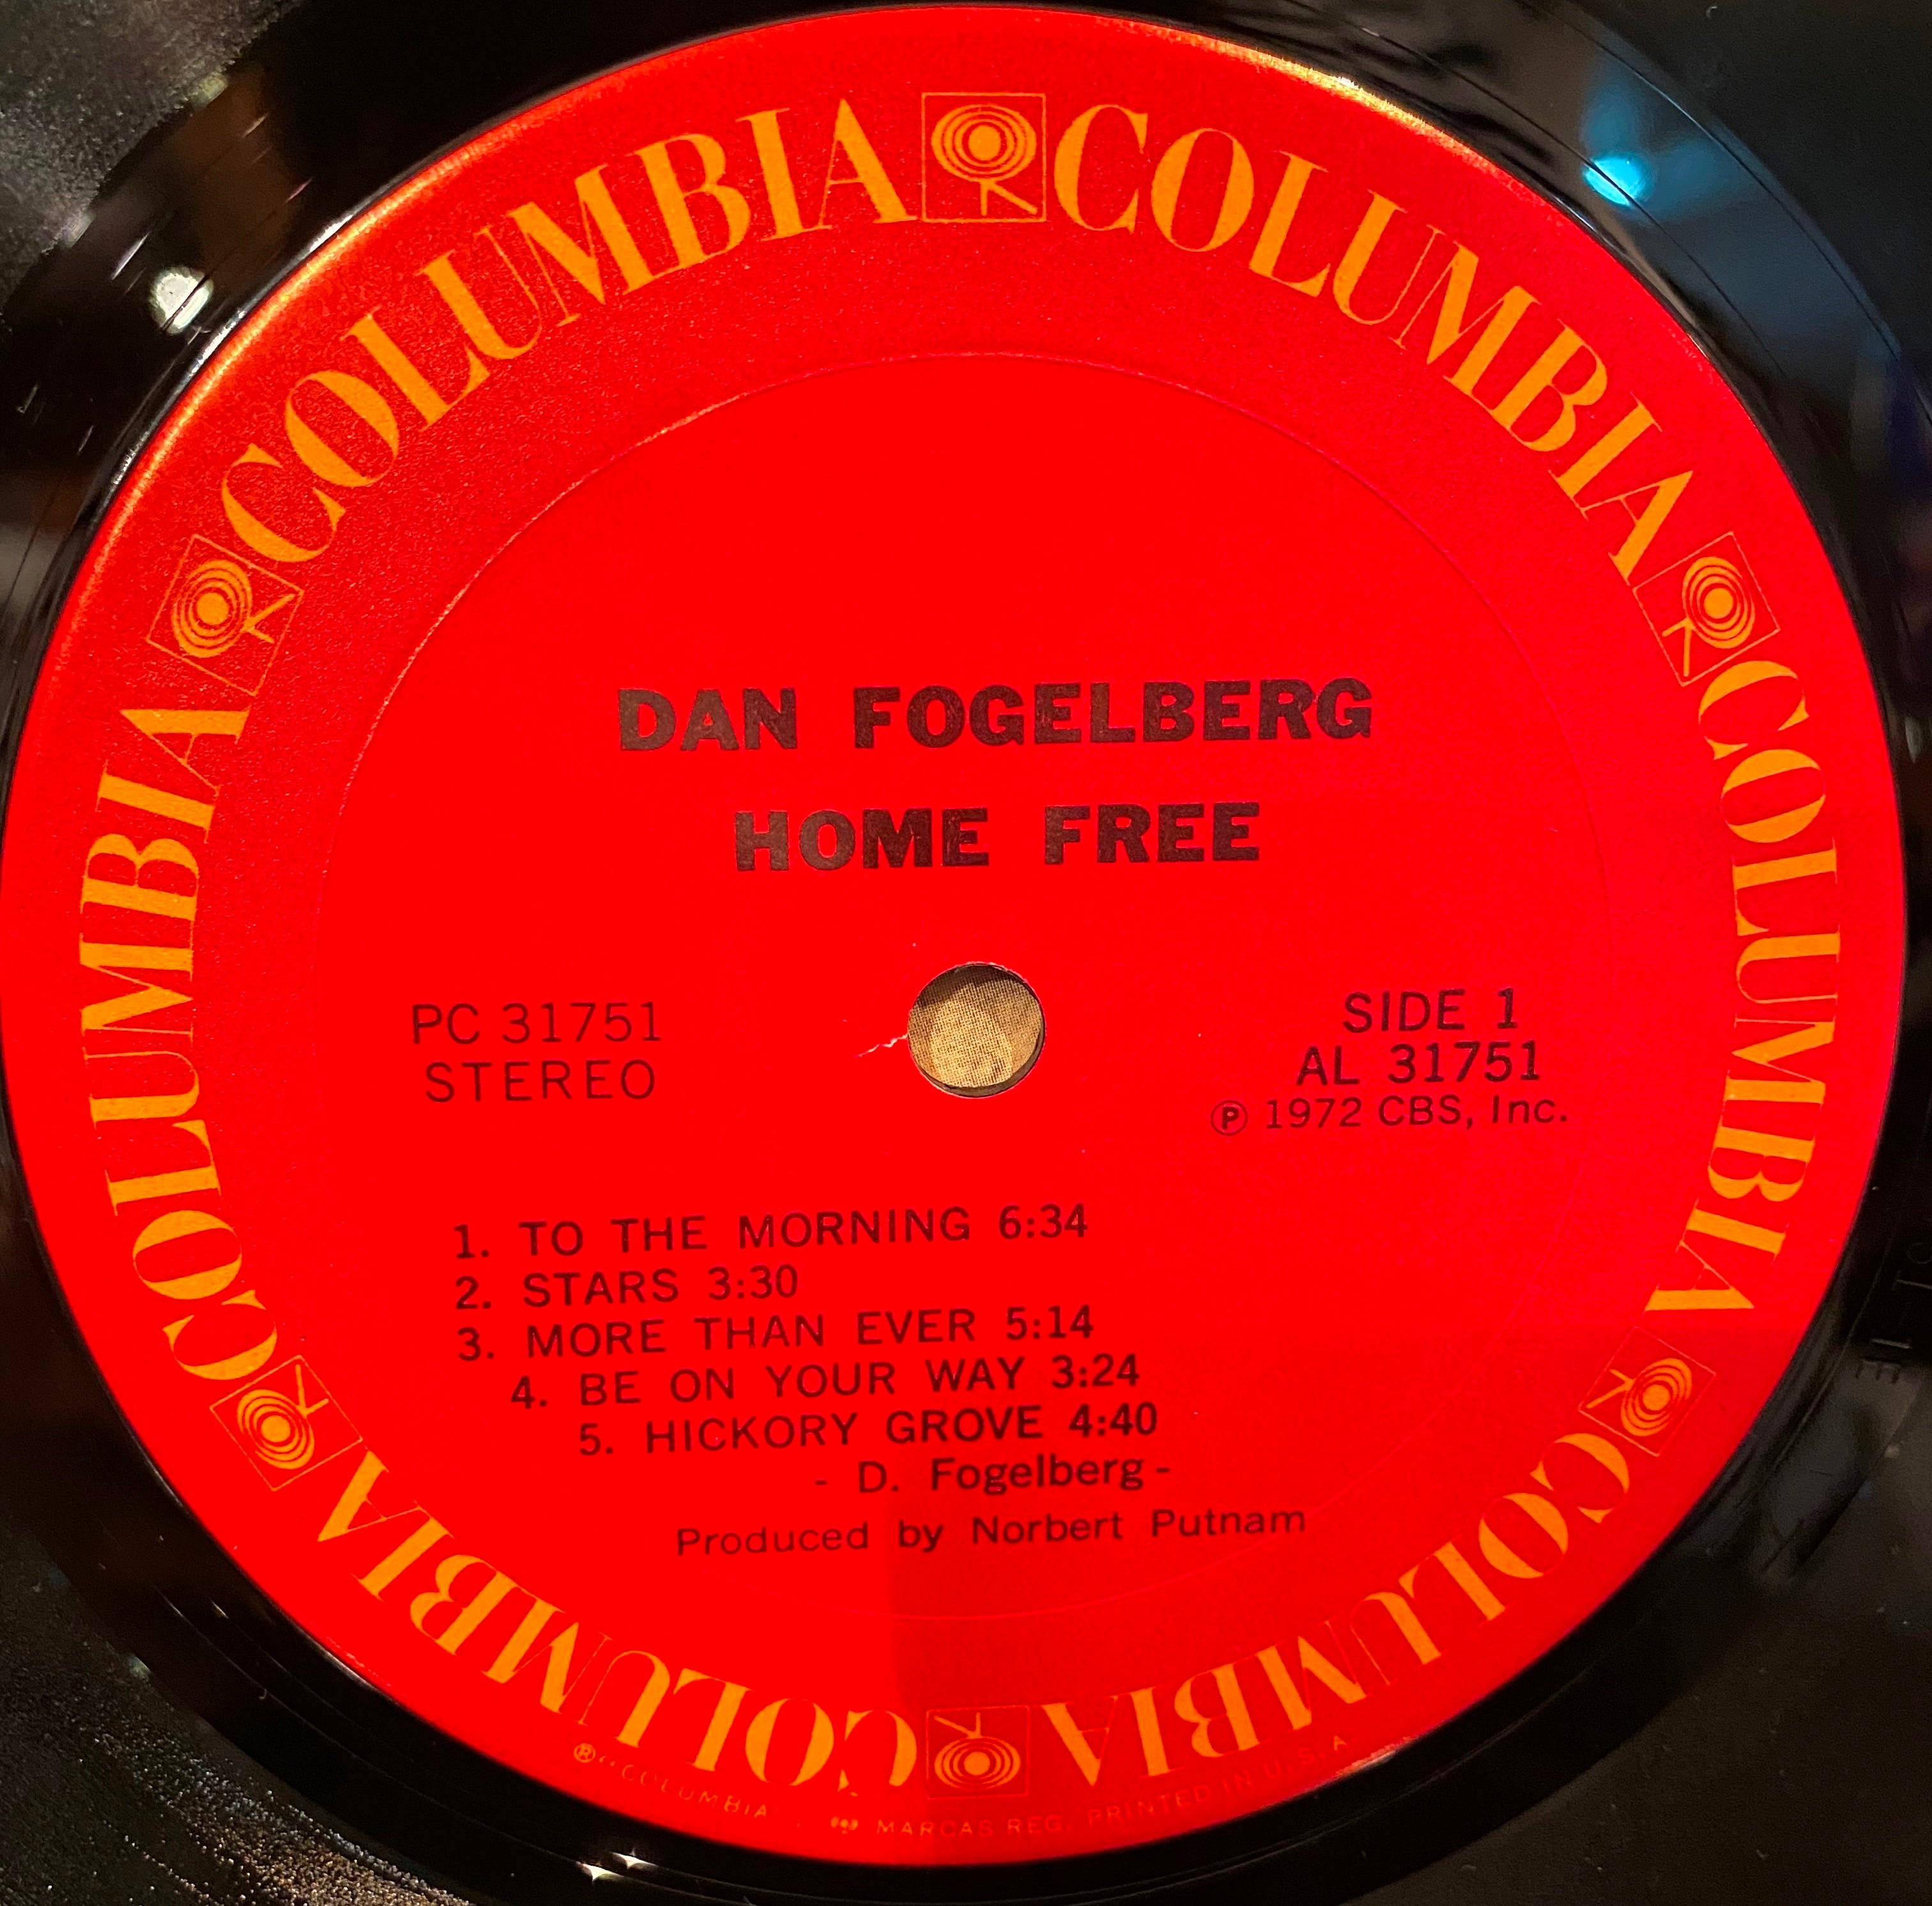 COLUMBIA COLUMBIA COLUMBIA COLUMBIA COLUMBIA COLUMBIA
DAN FOGELBERG
HOME FREE
PC 31751
STEREO
SIDE 1
AL 31751
Ⓟ 1972 CBS, Inc.
1. TO THE MORNING 6:34
2. STARS 3:30
3. MORE THAN EVER 5:14
4. BE ON YOUR WAY 3:24
5. HICKORY GROVE 4:40
- D. Fogelberg -
Produced by Norbert Putnam
® "COLUMBIA, MARCAS REG. PRINTED IN U.S.A